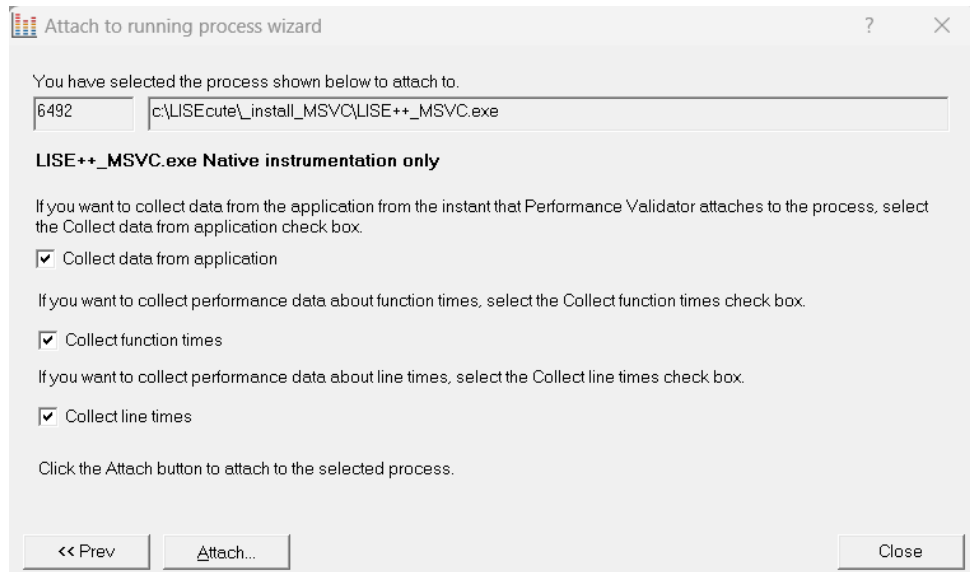 Attach to running process wizard
?
You have selected the process shown below to attach to.
6492 c:\LISEcute\_install_MSVC\LISE++_MSVC.exe
LISE++_MSVC.exe Native instrumentation only
If you want to collect data from the application from the instant that Performance Validator attaches to the process, select
the Collect data from application check box.
Collect data from application
If you want to collect performance data about function times, select the Collect function times check box.
Collect function times
If you want to collect performance data about line times, select the Collect line times check box.
Collect line times
Click the Attach button to attach to the selected process.
<< Prev Attach... Close